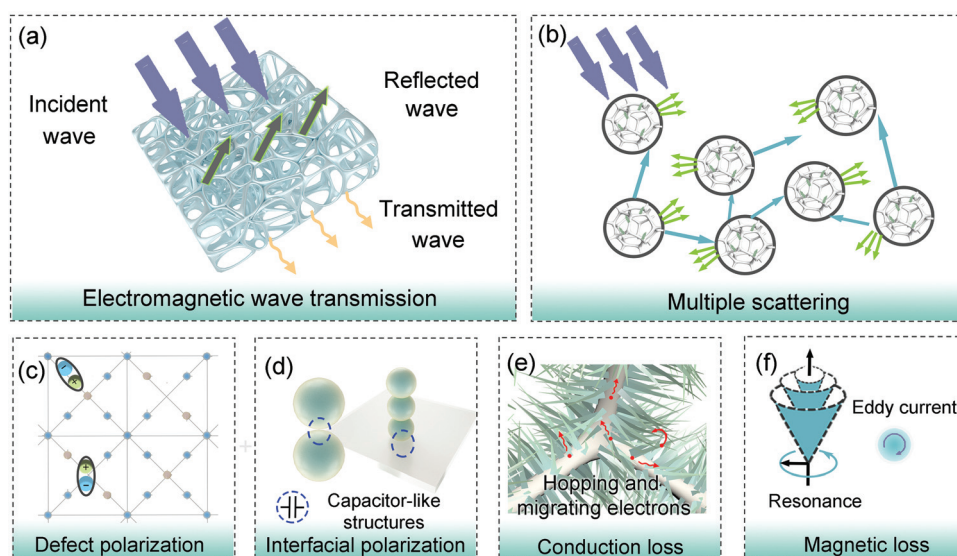 (a)
Incident
wave
Reflected
wave
Transmitted
wave
Electromagnetic wave transmission
(b)
Multiple scattering
(c)
-
+
+
-
Defect polarization
(d)
Capacitor-like
structures
Interfacial polarization
(e)
Hopping and
migrating electrons
Conduction loss
(f)
Eddy current
Resonance
Magnetic loss